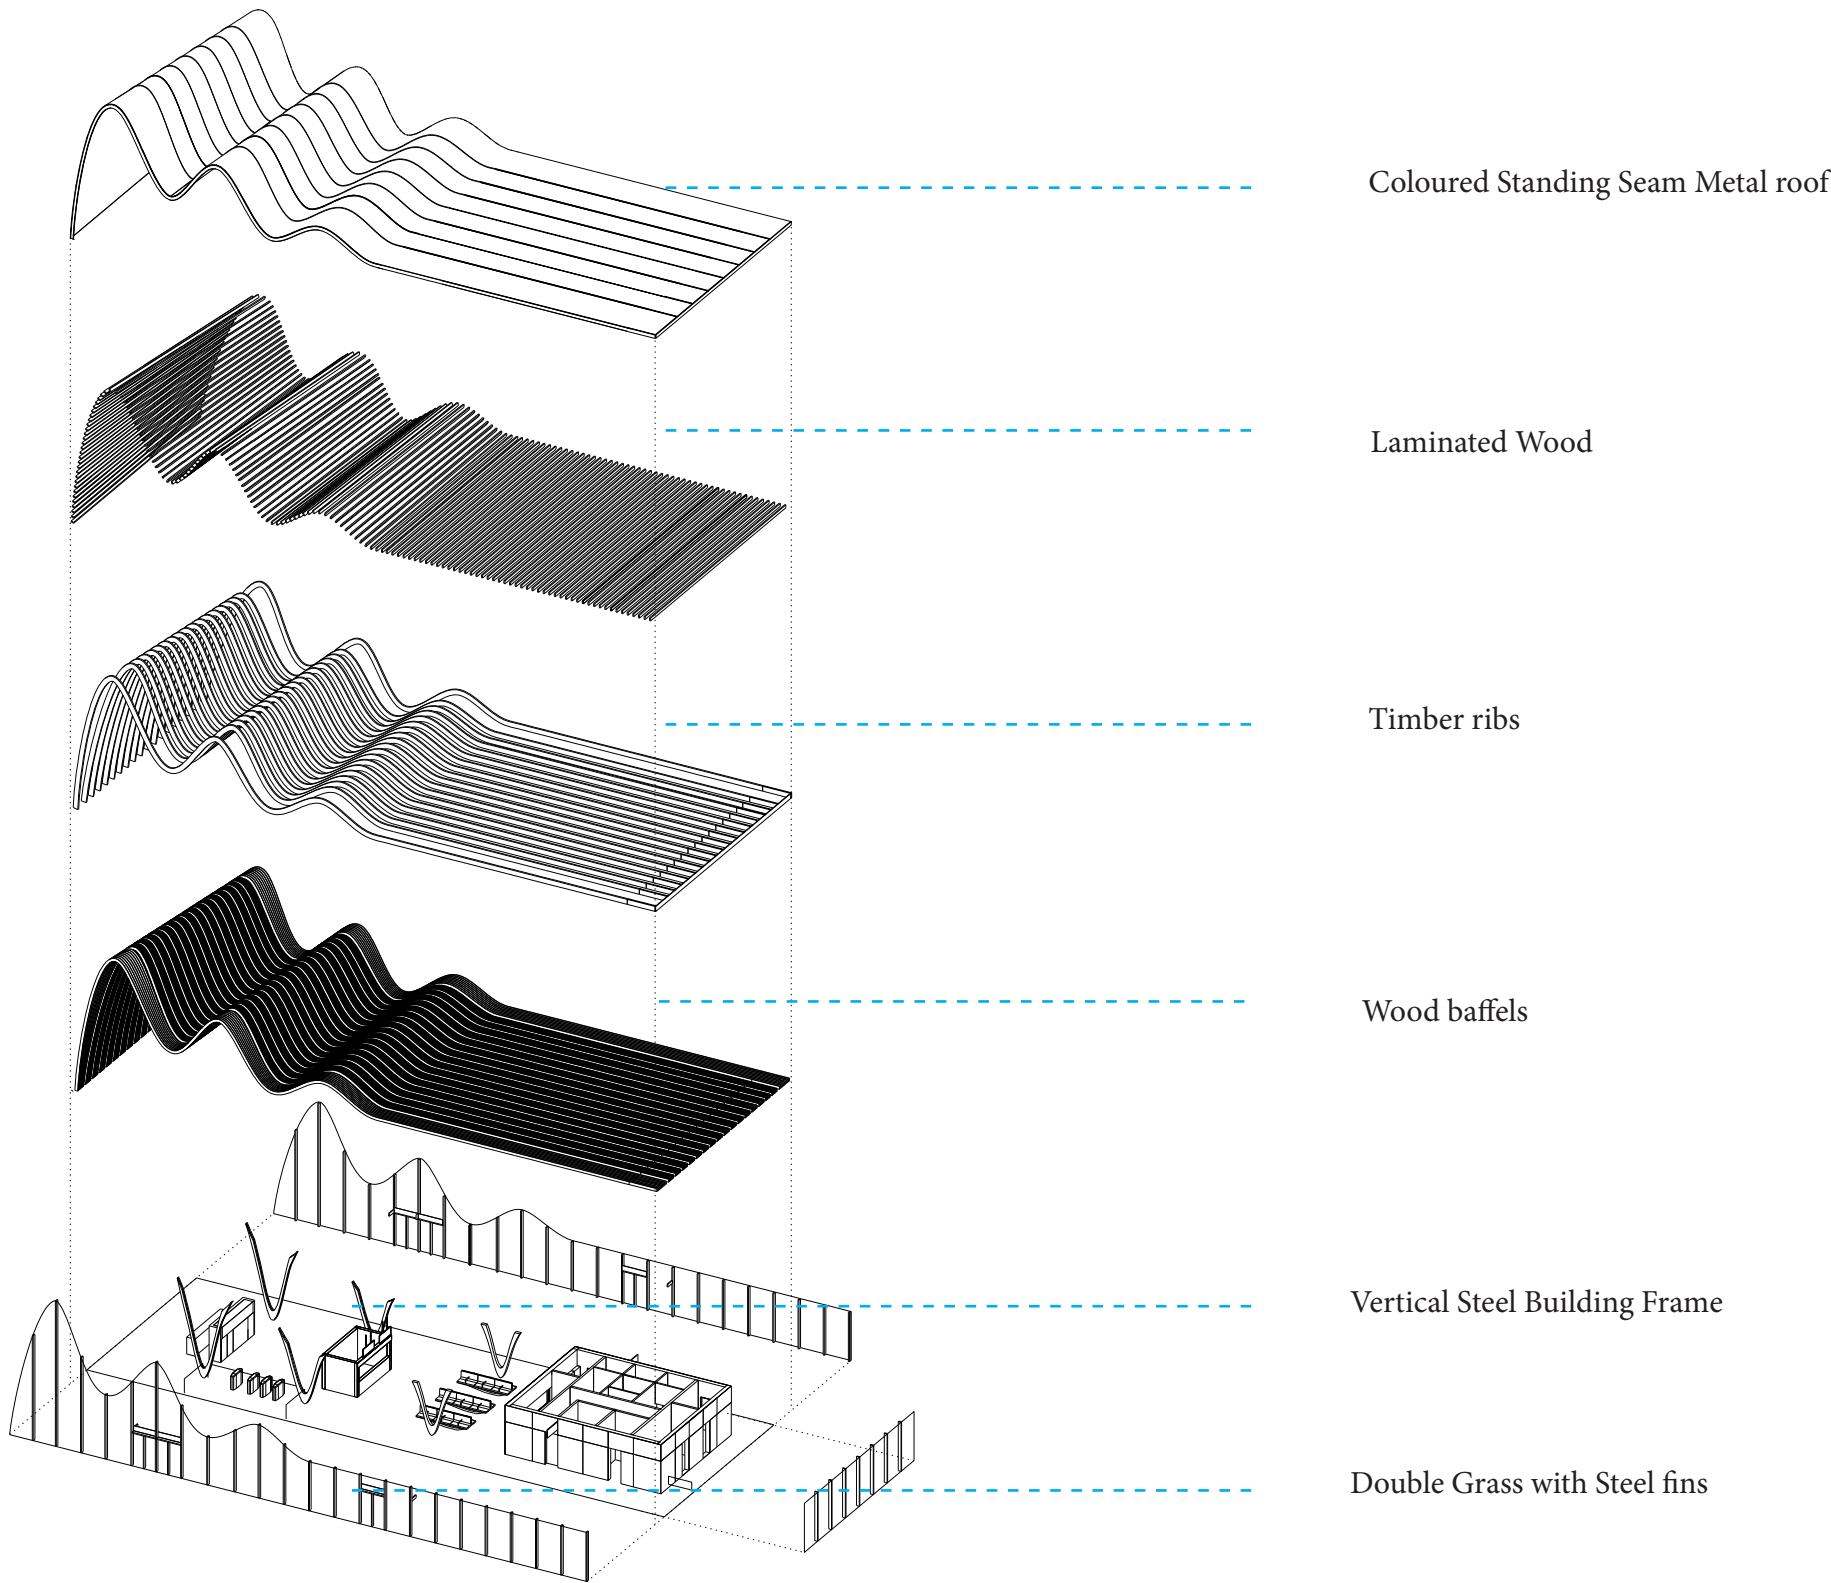 Coloured Standing Seam Metal roof
Laminated Wood
Timber ribs
Wood baffels
Vertical Steel Building Frame
Double Grass with Steel fins